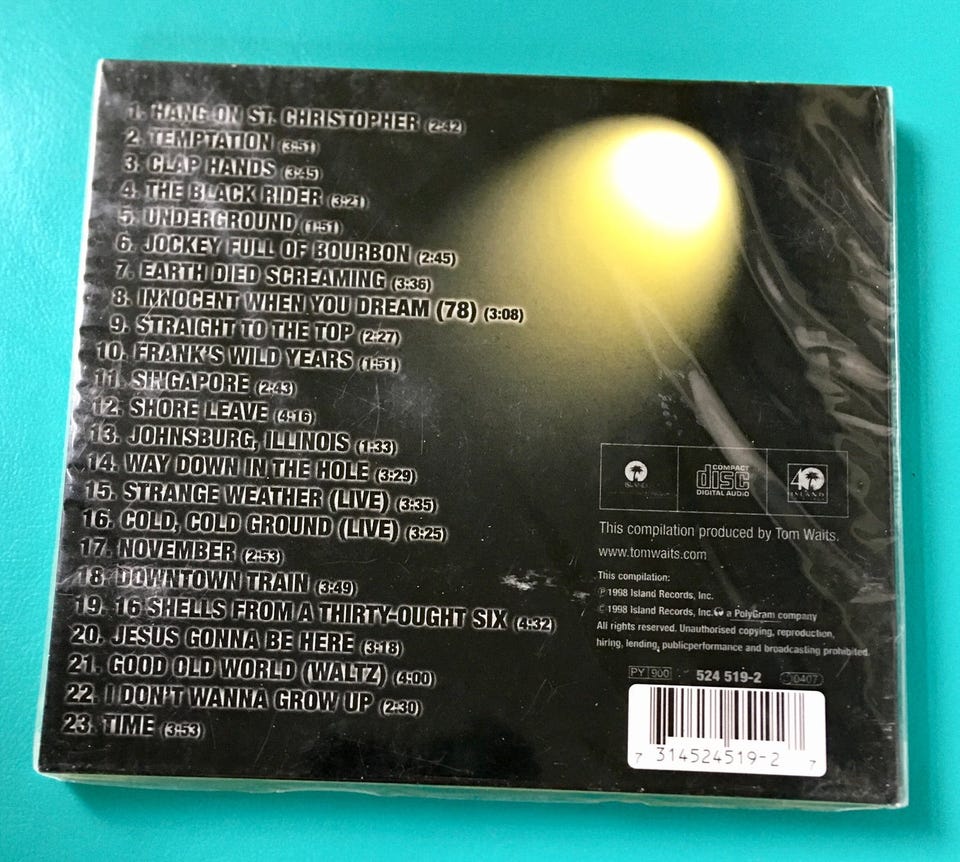 1. HANG ON ST. CHRISTOPHER (2:42)
2. TEMPTATION (3:51)
3. CLAP HANDS (3:45)
4. THE BLACK RIDER (3:21)
5. UNDERGROUND (1:51)
6. JOCKEY FULL OF BOURBON (2:45)
7. EARTH DIED SCREAMING (3:36)
8. INNOCENT WHEN YOU DREAM (78) (3:08)
9. STRAIGHT TO THE TOP (2:27)
10. FRANK'S WILD YEARS (1:51)
11. SINGAPORE (2:43)
12. SHORE LEAVE (4:16)
13. JOHNSBURG, ILLINOIS (1:33)
14. WAY DOWN IN THE HOLE (3:29)
15. STRANGE WEATHER (LIVE) (3:35)
16. COLD, COLD GROUND (LIVE) (3:25)
17. NOVEMBER (2:53)
18. DOWNTOWN TRAIN (3:49)
19. 16 SHELLS FROM A THIRTY-OUGHT SIX (4:32)
20. JESUS GONNA BE HERE (3:18)
21. GOOD OLD WORLD (WALTZ) (4:00)
22. I DON'T WANNA GROW UP (2:30)
23. TIME (3:53)
ISLAND
COMPACT
disc
DIGITAL AUDIO
40
ISLAND
This compilation produced by Tom Waits.
www.tomwaits.com
This compilation:
℗ 1998 Island Records, Inc.
© 1998 Island Records, Inc. a PolyGram company
All rights reserved. Unauthorised copying, reproduction,
hiring, lending, publicperformance and broadcasting prohibited.
PY 900 524 519-2 0407
7 314524519-2 7